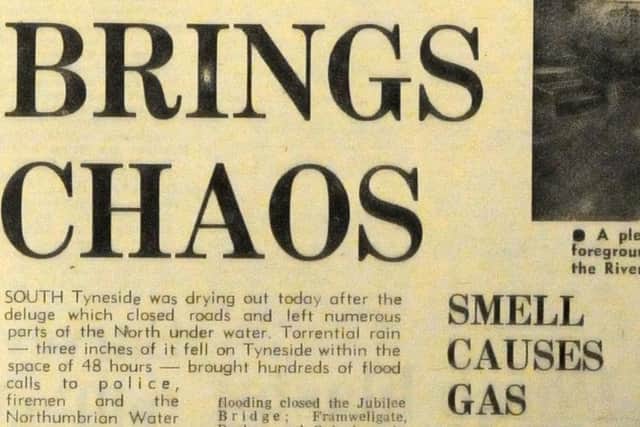 BRINGS
CHAOS
SOUTH Tyneside was drying out today after the
deluge which closed roads and left numerous
parts of the North under water. Torrential rain
— three inches of it fell on Tyneside within the
space of 48 hours — brought hundreds of flood
calls to police,
firemen and the
Northumbrian Water
flooding closed the Jubilee
Bridge; Framwellgate,
● A ple
foregrou
the River
SMELL
CAUSES
GAS